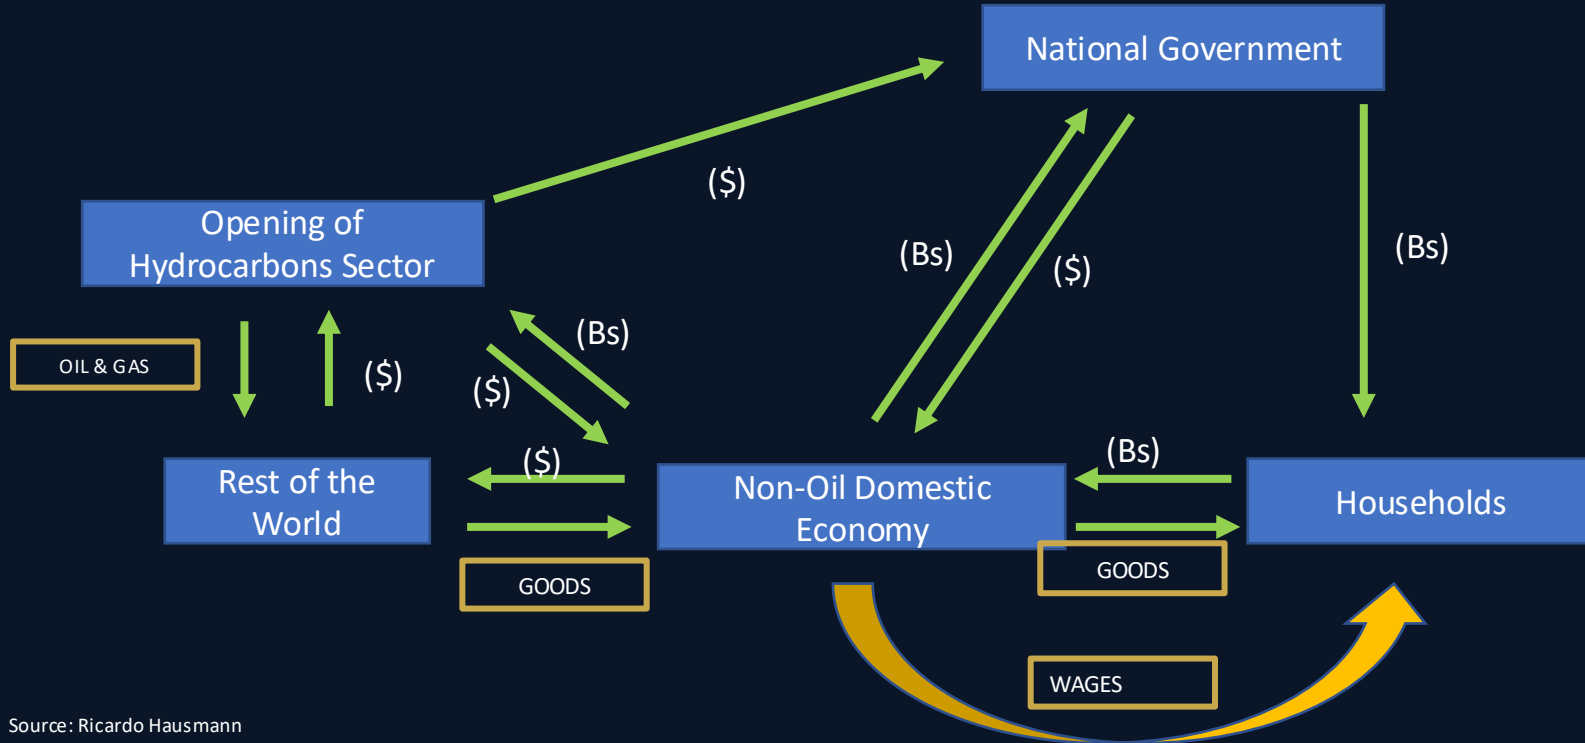 National Government
($)
Opening of
Hydrocarbons Sector
(Bs)
($)
(Bs)
(Bs)
OIL & GAS
($)
($)
($)
(Bs)
Rest of the
World
Non-Oil Domestic
Economy
Households
GOODS
GOODS
WAGES
Source: Ricardo Hausmann